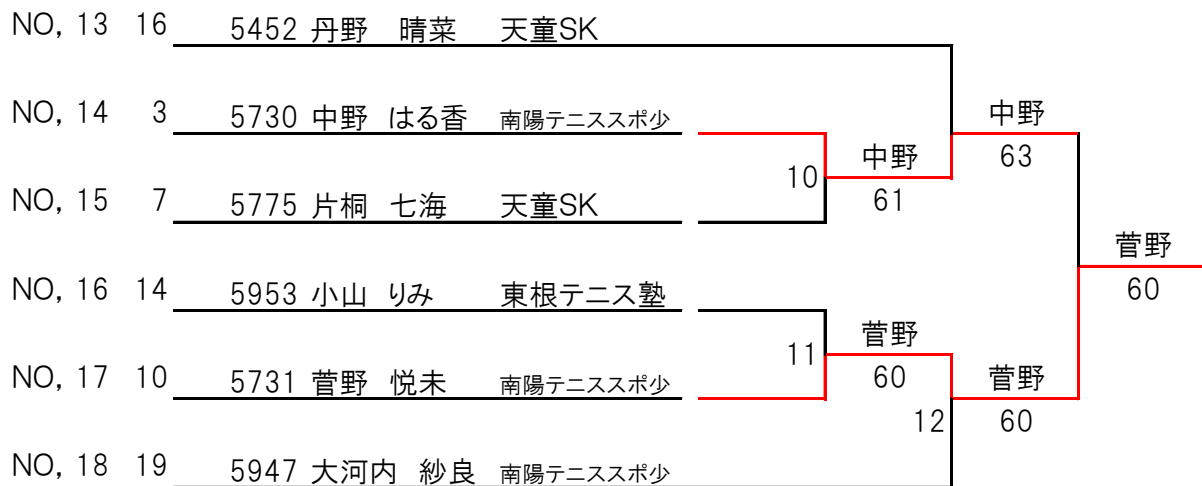 NO, 13 16 5452 丹野 晴菜 天童SK
NO, 14 3 5730 中野 はる香 南陽テニススポ少
中野
63
中野
10
61
NO, 15 7 5775 片桐 七海 天童SK
菅野
60
NO, 16 14 5953 小山 りみ 東根テニス塾
菅野
11
60
NO, 17 10 5731 菅野 悦未 南陽テニススポ少
菅野
60
12
NO, 18 19 5947 大河内 紗良 南陽テニススポ少